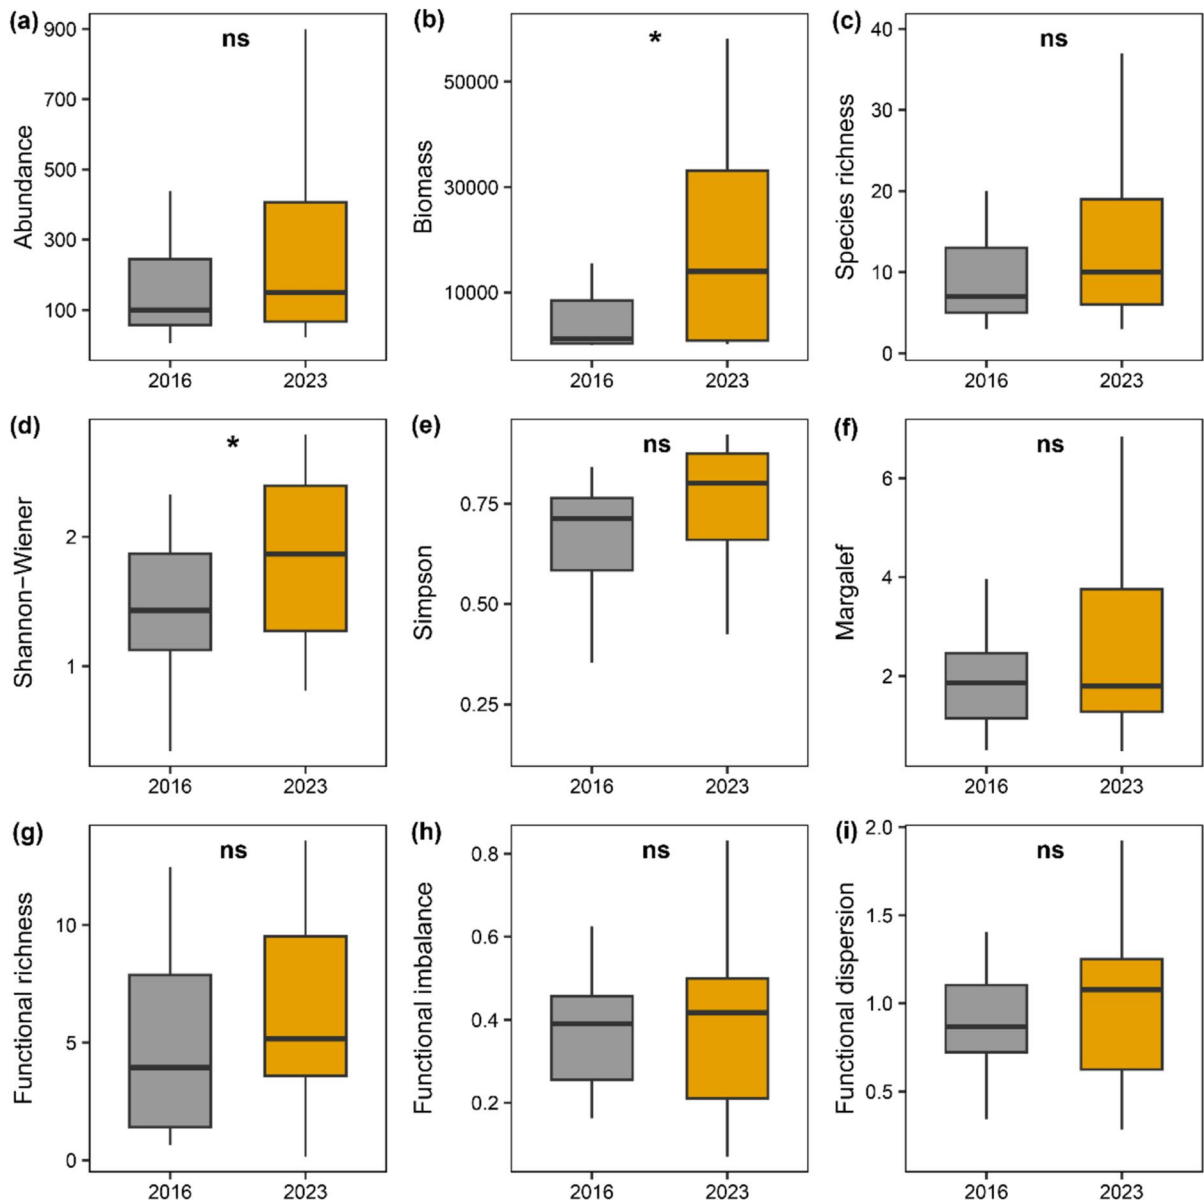 (a)
ns
Abundance
900
700
500
300
100
2016 2023
(b)
*
Biomass
50000
30000
10000
2016 2023
(c)
ns
Species richness
40
30
20
10
0
2016 2023
(d)
*
Shannon−Wiener
2
1
2016 2023
(e)
ns
Simpson
0.75
0.50
0.25
2016 2023
(f)
ns
Margalef
6
4
2
2016 2023
(g)
ns
Functional richness
10
5
0
2016 2023
(h)
ns
Functional imbalance
0.8
0.6
0.4
0.2
2016 2023
(i)
ns
Functional dispersion
2.0
1.5
1.0
0.5
2016 2023